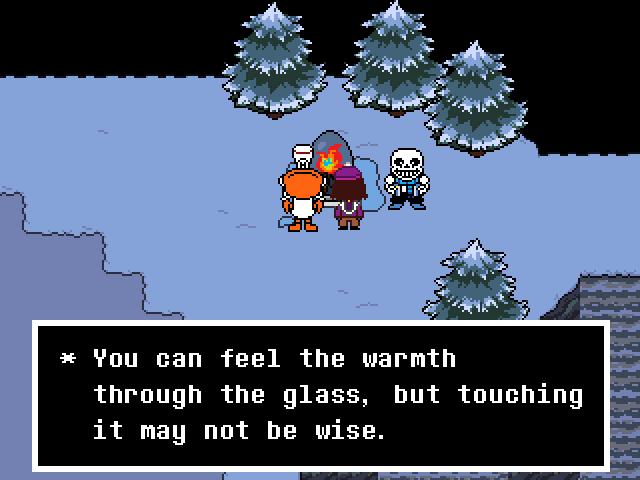 * You can feel the warmth
through the glass, but touching
it may not be wise.